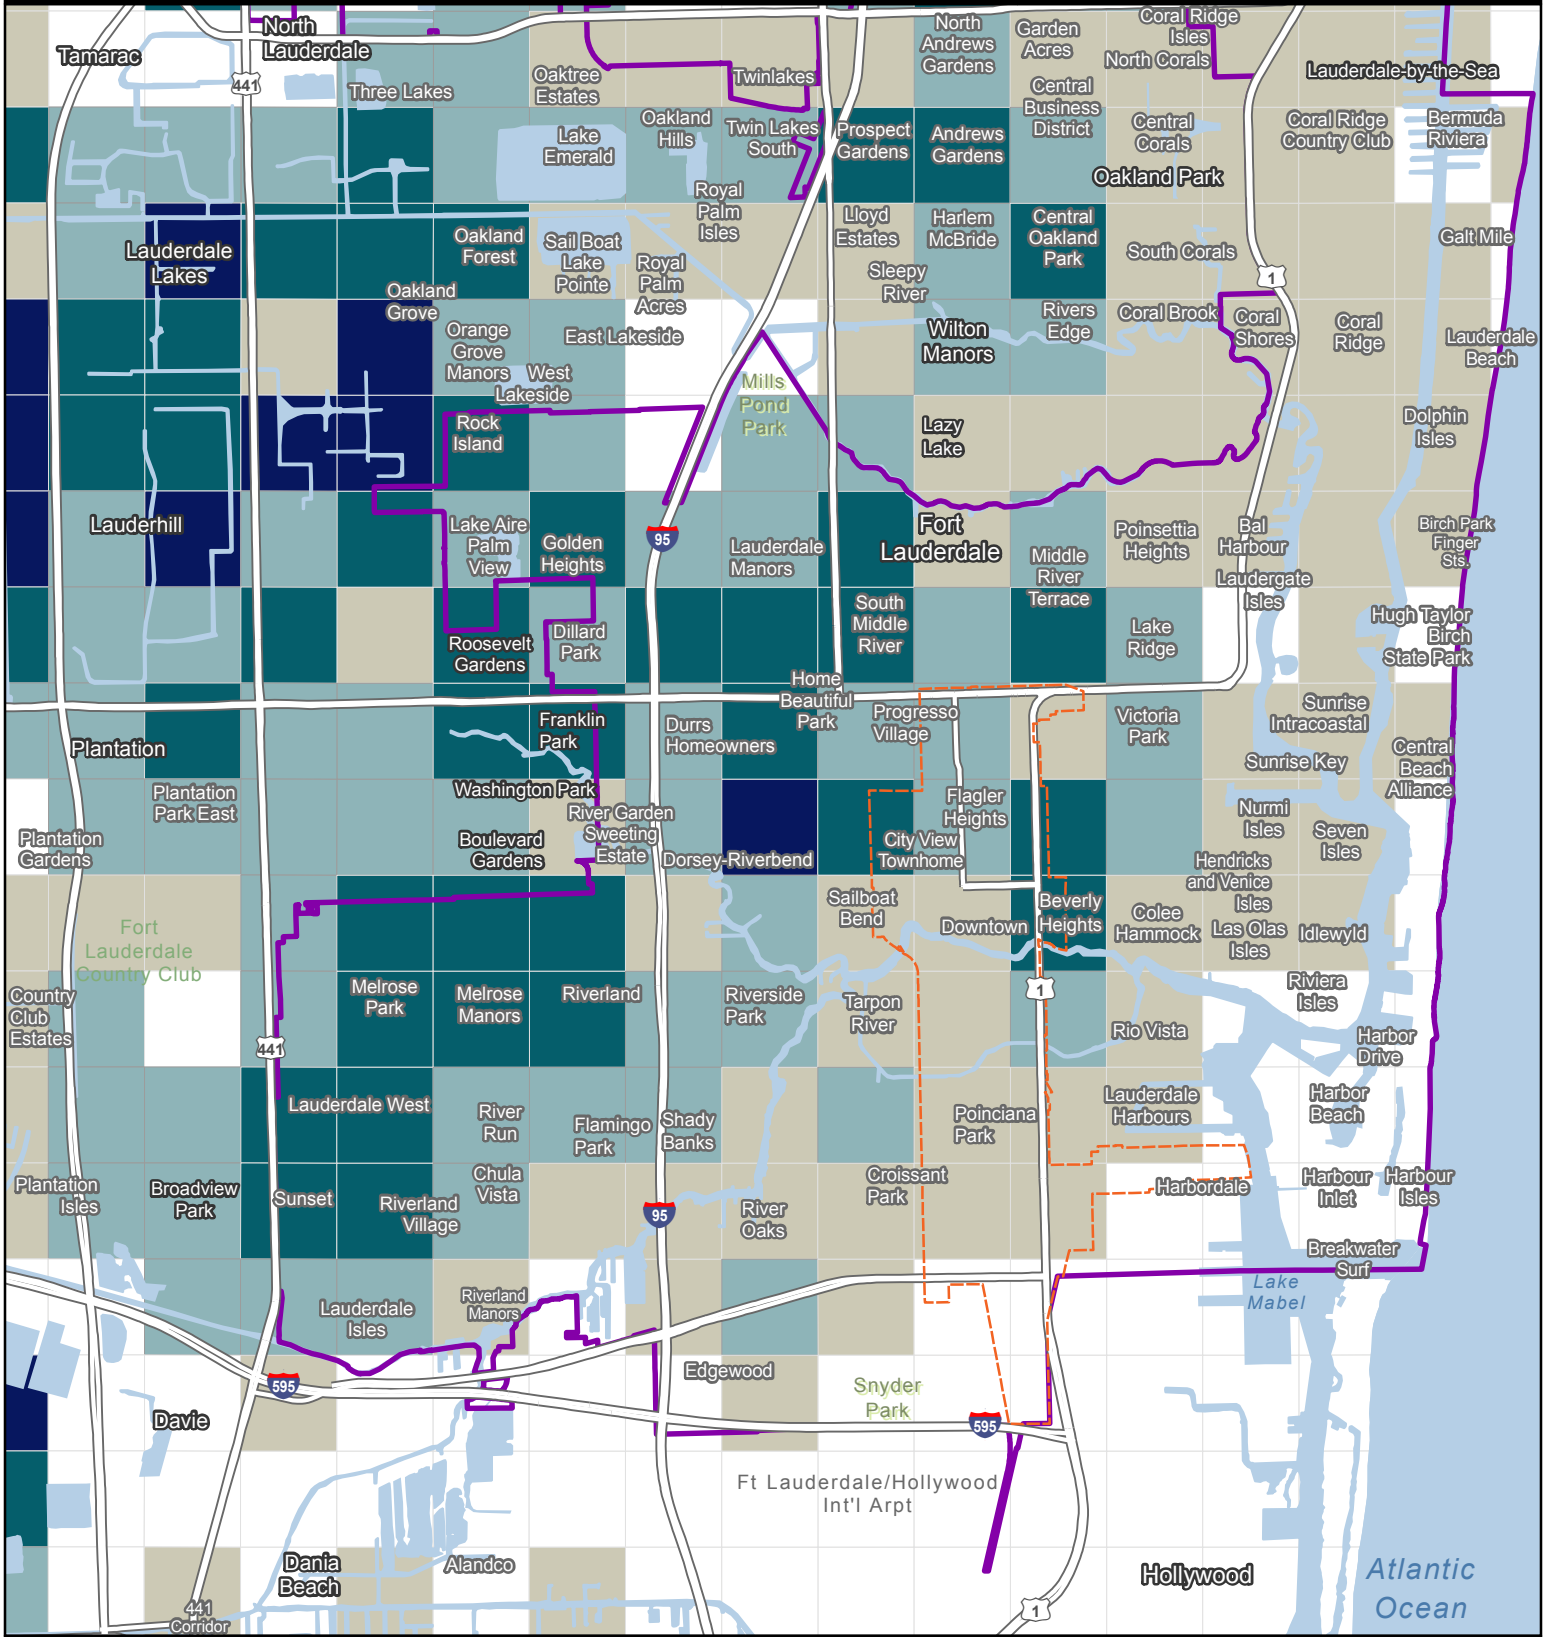 North
Lauderdale
Tamarac
441
Three Lakes
Oaktree
Estates
Twinlakes
North
Andrews
Gardens
Garden
Acres
Coral Ridge
Isles
North Corals
Lauderdale-by-the-Sea
Lake
Emerald
Oakland
Hills
Twin Lakes
South
Prospect
Gardens
Andrews
Gardens
Central
Business
District
Central
Corals
Coral Ridge
Country Club
Bermuda
Riviera
Oakland Park
Royal
Palm
Isles
Lauderdale
Lakes
Oakland
Forest
Sail Boat
Lake
Pointe
Royal
Palm
Acres
Lloyd
Estates
Harlem
McBride
Central
Oakland
Park
South Corals
Galt Mile
Sleepy
River
1
Oakland
Grove
Orange
Grove
Manors
West
Lakeside
East Lakeside
Wilton
Manors
Rivers
Edge
Coral Brook
Coral
Shores
Coral
Ridge
Lauderdale
Beach
Mills
Pond
Park
Rock
Island
Lazy
Lake
Dolphin
Isles
Lauderhill
Lake Aire
Palm
View
Golden
Heights
95
Lauderdale
Manors
Fort
Lauderdale
Middle
River
Terrace
Poinsettia
Heights
Bal
Harbour
Birch Park
Finger
Sts.
Laudergate
Isles
Roosevelt
Gardens
Dillard
Park
South
Middle
River
Lake
Ridge
Hugh Taylor
Birch
State Park
Plantation
Franklin
Park
Durrs
Homeowners
Home
Beautiful
Park
Progresso
Village
Victoria
Park
Sunrise
Intracoastal
Sunrise Key
Central
Beach
Alliance
Plantation
Park East
Washington Park
River Garden
Sweeting
Estate
Flagler
Heights
Nurmi
Isles
Seven
Isles
Plantation
Gardens
Boulevard
Gardens
Dorsey-Riverbend
City View
Townhome
Hendricks
and Venice
Isles
Fort
Lauderdale
Country Club
Sailboat
Bend
Downtown
Beverly
Heights
Colee
Hammock
Las Olas
Isles
Idlewyld
Country
Club
Estates
Melrose
Park
Melrose
Manors
Riverland
Riverside
Park
Tarpon
River
1
Rio Vista
Riviera
Isles
Harbor
Drive
441
Lauderdale West
River
Run
Flamingo
Park
Shady
Banks
Poinciana
Park
Lauderdale
Harbours
Harbor
Beach
Plantation
Isles
Broadview
Park
Sunset
Riverland
Village
Chula
Vista
95
River
Oaks
Croissant
Park
Harbordale
Harbour
Inlet
Harbour
Isles
Breakwater
Surf
Lake
Mabel
Lauderdale
Isles
Riverland
Manors
595
Davie
Edgewood
Snyder
Park
595
Ft Lauderdale/Hollywood
Int'l Arpt
Dania
Beach
Alandco
Hollywood
Atlantic
Ocean
441
Corridor
1